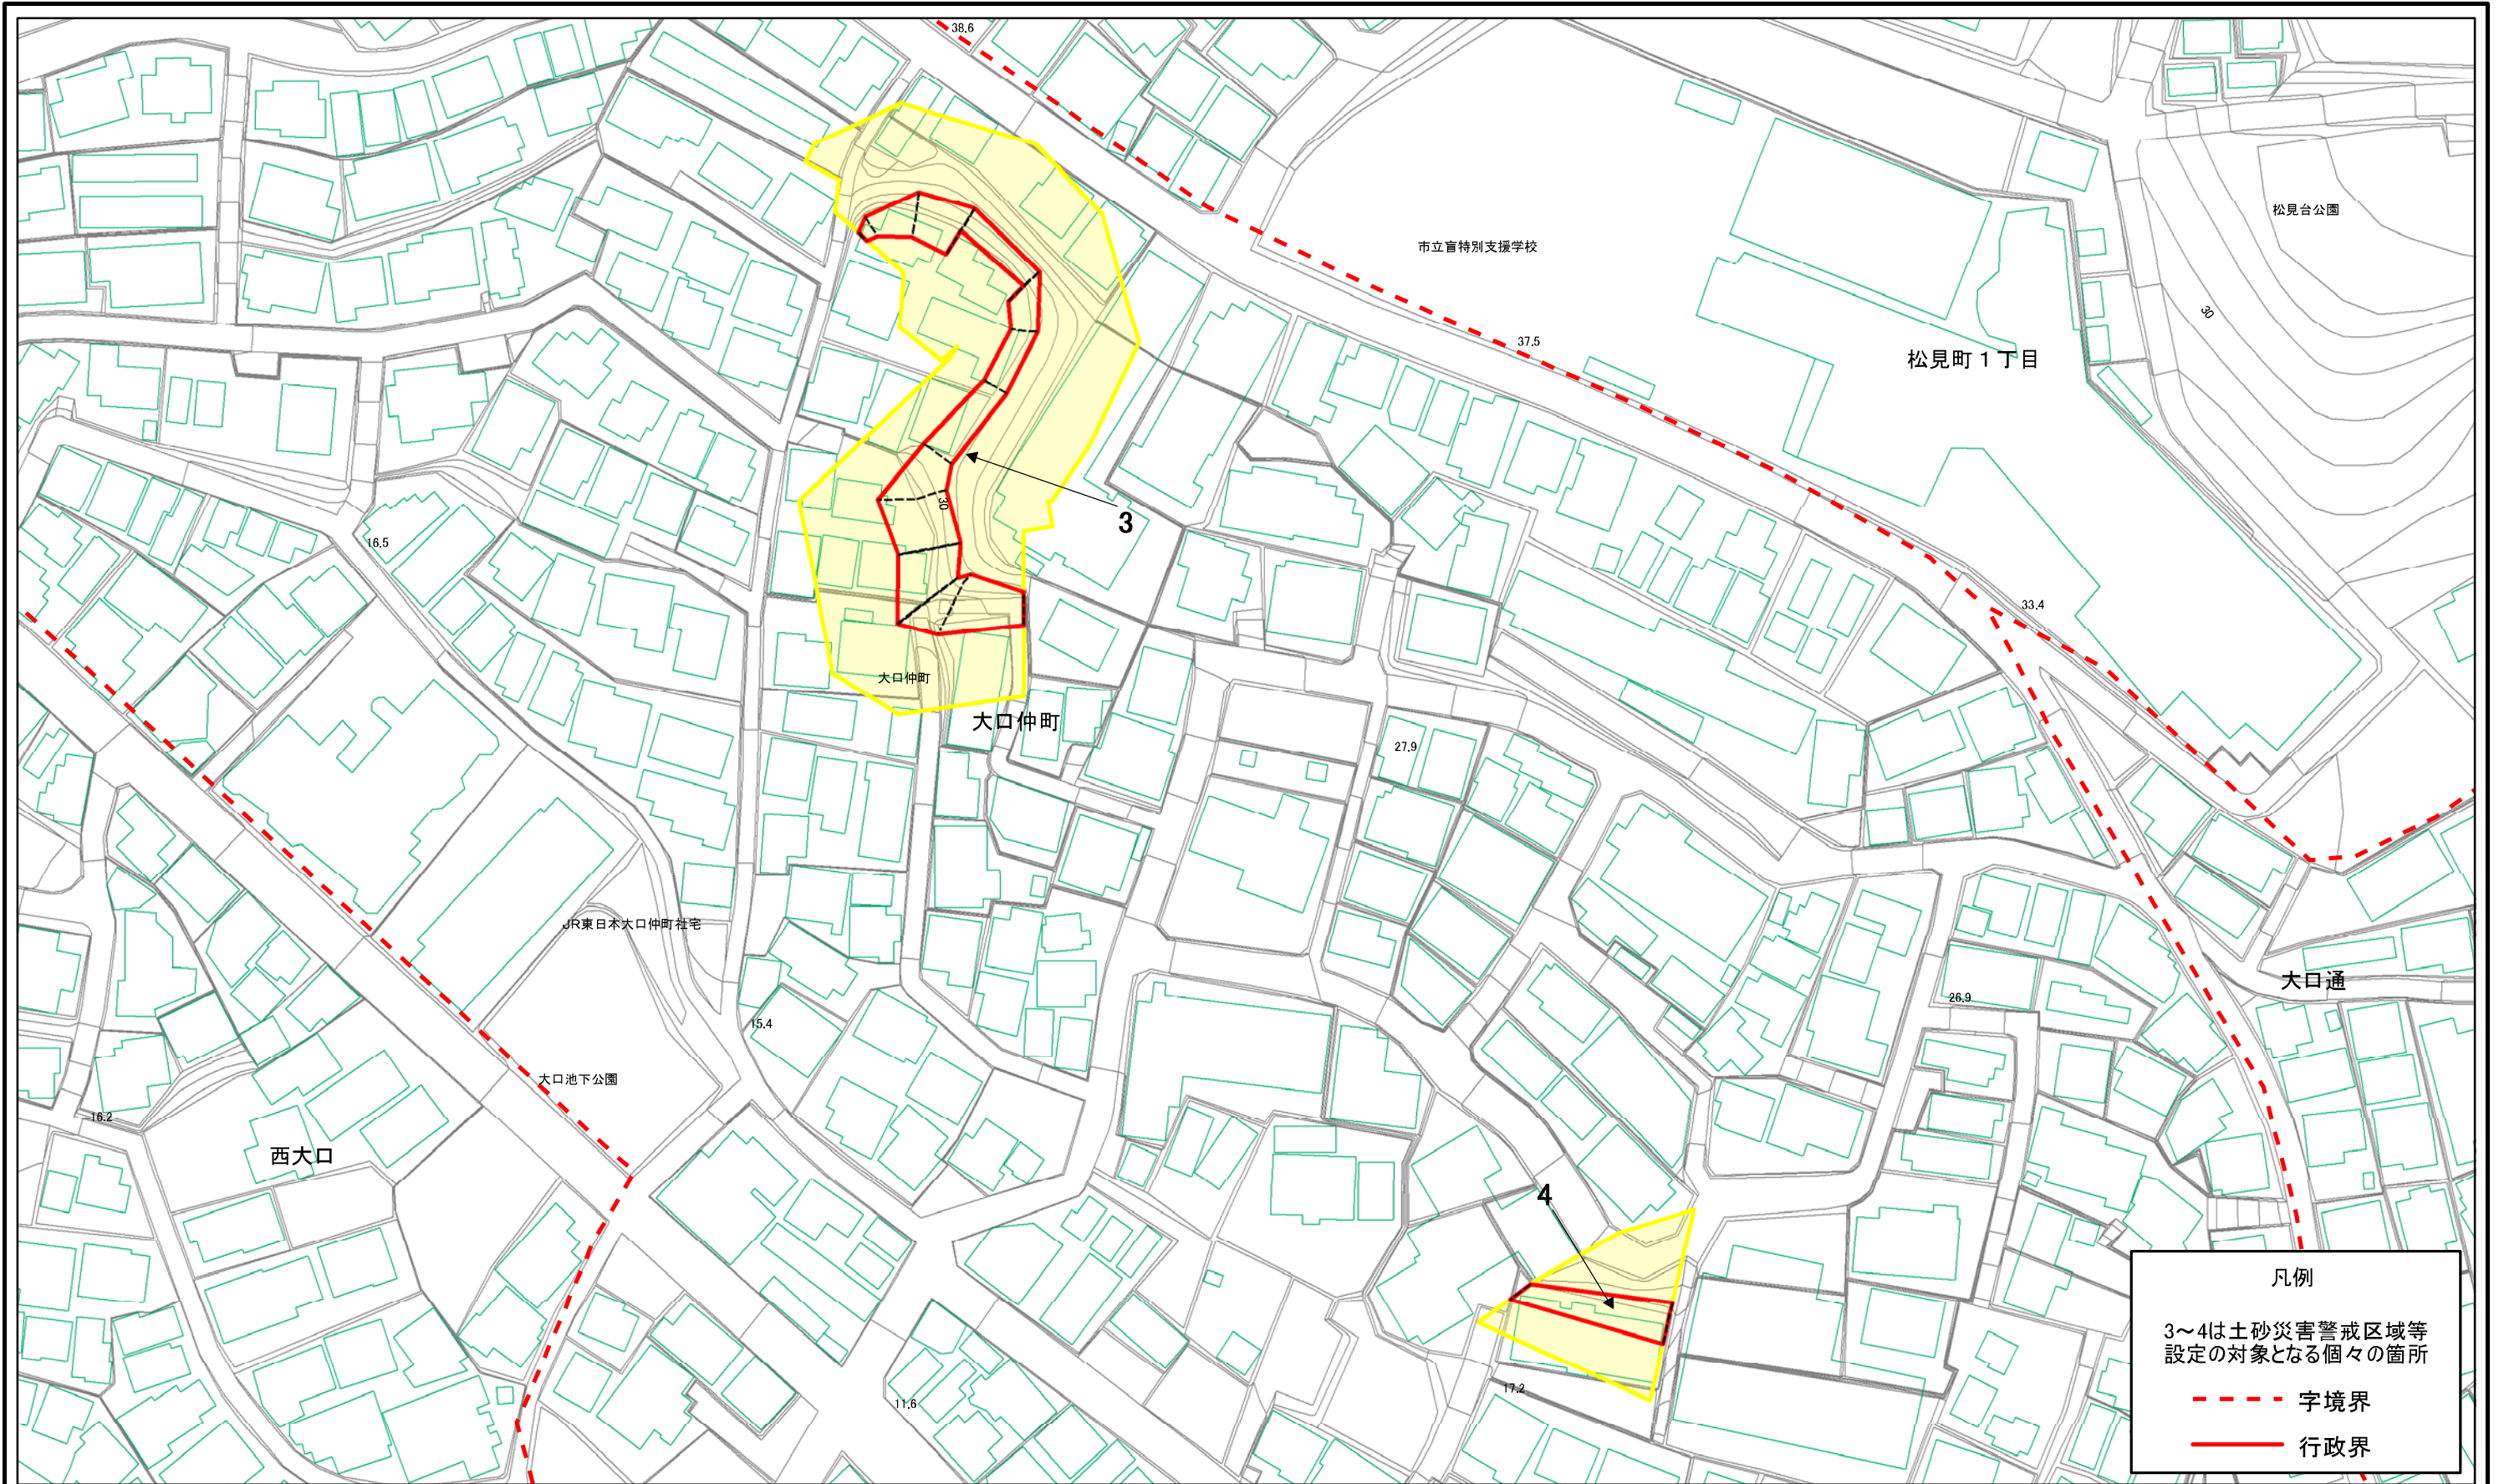 38.6
松見台公園
市立盲特別支援学校
30
37.5
松見町1丁目
30
3
16.5
33.4
大口仲町
大口仲町
27.9
JR東日本大口仲町社宅
大口通
26.9
15.4
大口池下公園
16.2
西大口
4
17.2
11.6
凡例
3~4は土砂災害警戒区域等
設定の対象となる個々の箇所
字境界
行政界